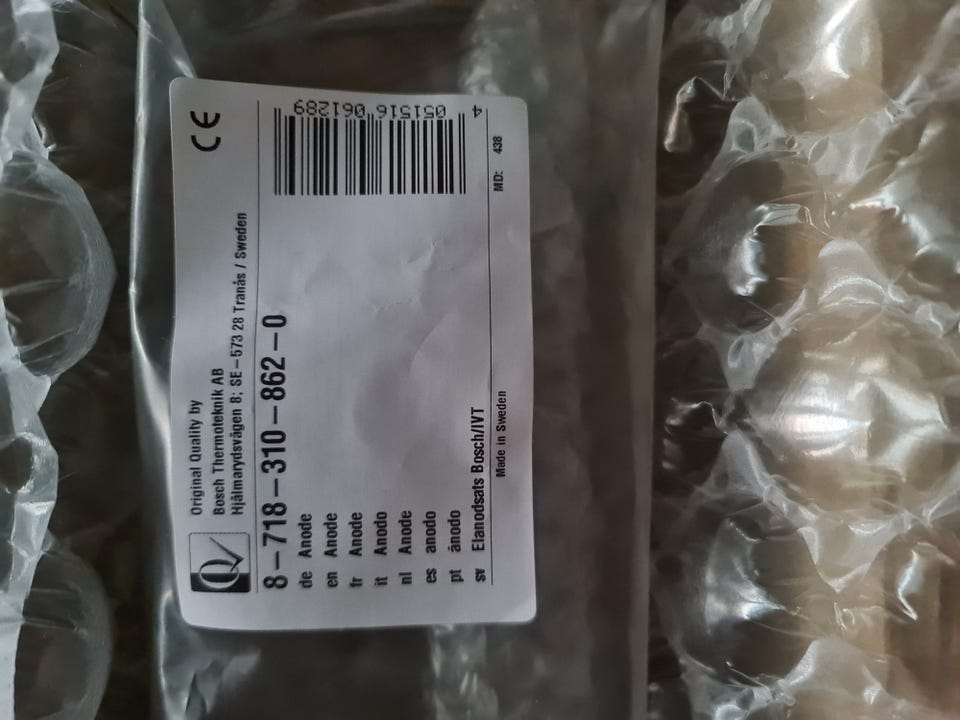 QV
Original Quality by
Bosch Thermoteknik AB
Hjälmarydsvägen 8; SE–573 28 Tranås / Sweden
CE
8–718–310–862–0
de Anode
en Anode
fr Anode
it Anodo
nl Anode
es anodo
pt ânodo
sv Elanodsats Bosch/IVT
4 051516 061289
Made in Sweden
MD: 438